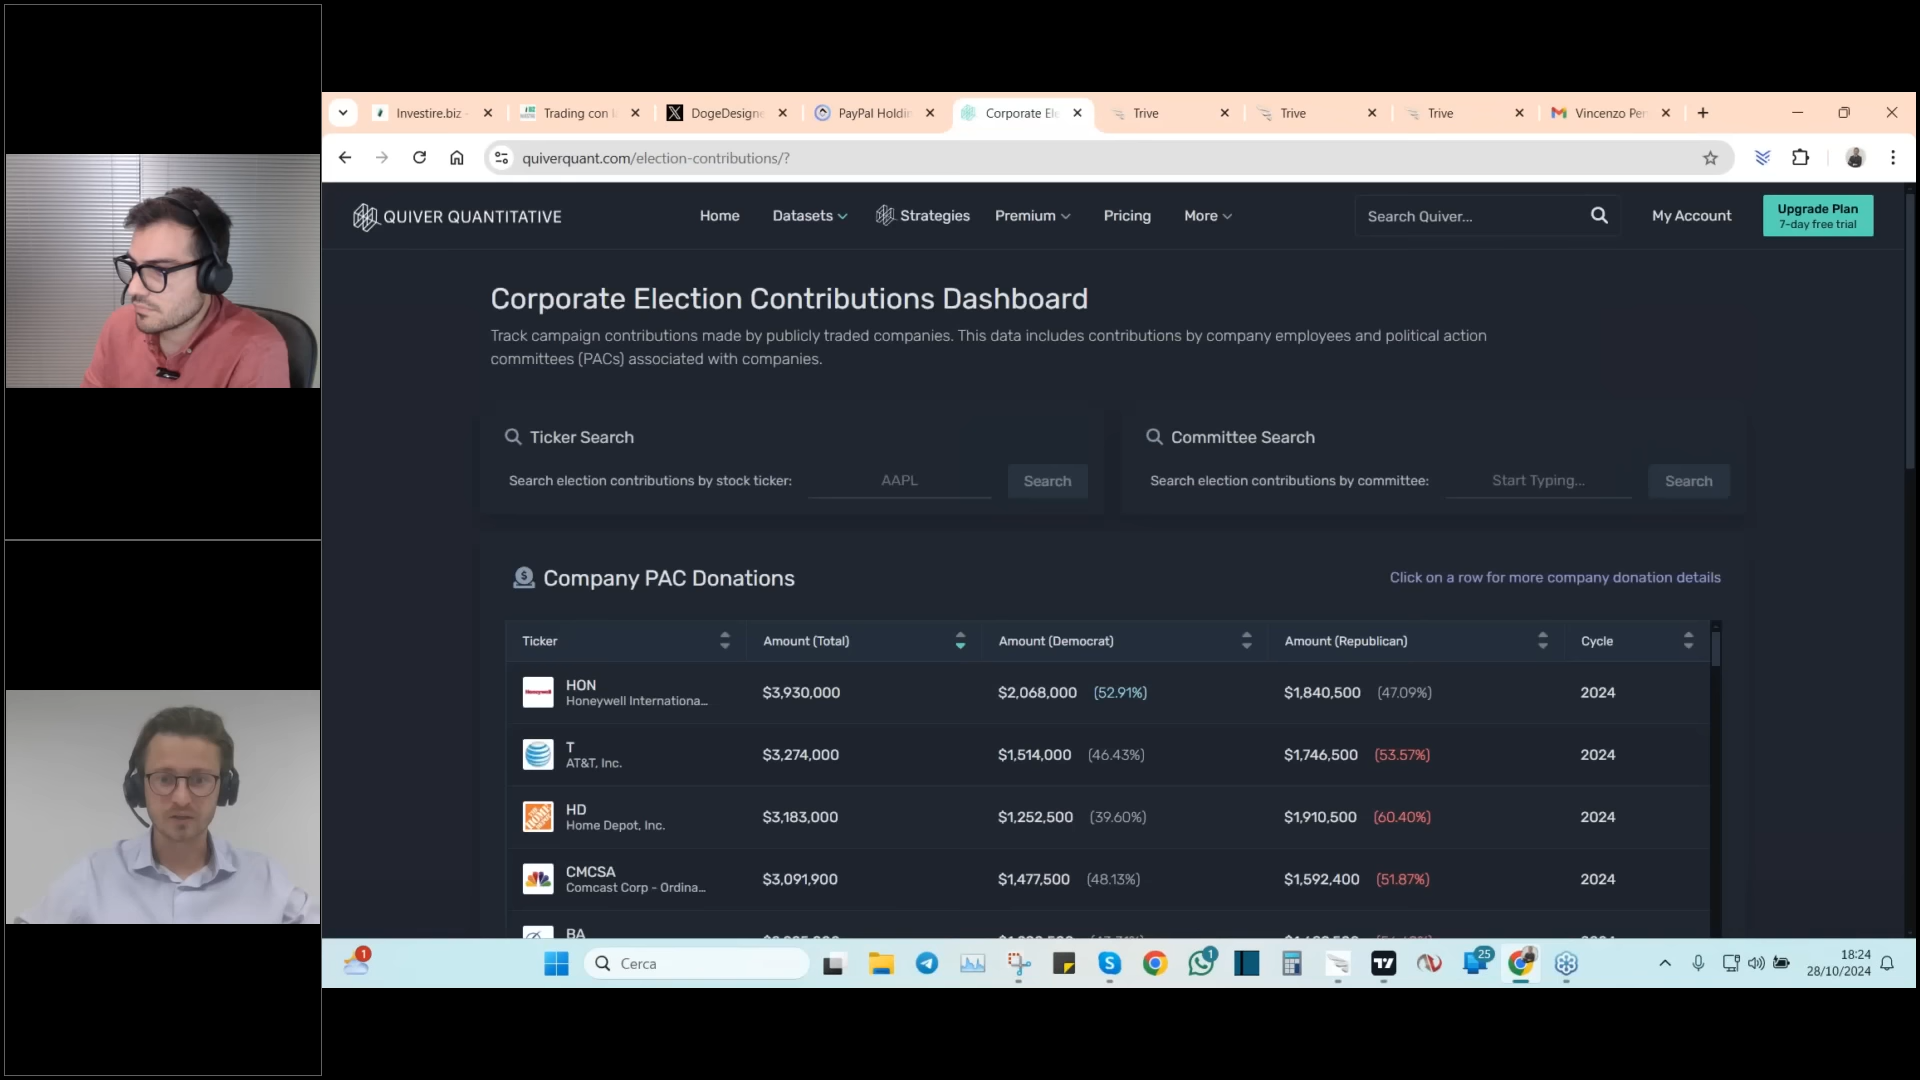 Investire.biz -
Trading con l
DogeDesigne
PayPal Holdin
Corporate Ele
Trive
Trive
Trive
Vincenzo Pen
quiverquant.com/election-contributions/?
QUIVER QUANTITATIVE
Home
Datasets
Strategies
Premium
Pricing
More
Search Quiver...
My Account
Upgrade Plan
7-day free trial
Corporate Election Contributions Dashboard
Track campaign contributions made by publicly traded companies. This data includes contributions by company employees and political action
committees (PACs) associated with companies.
Ticker Search
Search election contributions by stock ticker:
AAPL
Search
Committee Search
Search election contributions by committee:
Start Typing...
Search
Company PAC Donations
Click on a row for more company donation details
Ticker
Amount (Total)
Amount (Democrat)
Amount (Republican)
Cycle
Honeywell
HON
Honeywell Internationa...
$3,930,000
$2,068,000 (52.91%)
$1,840,500 (47.09%)
2024
T
AT&T, Inc.
$3,274,000
$1,514,000 (46.43%)
$1,746,500 (53.57%)
2024
HD
Home Depot, Inc.
$3,183,000
$1,252,500 (39.60%)
$1,910,500 (60.40%)
2024
CMCSA
Comcast Corp - Ordina...
$3,091,900
$1,477,500 (48.13%)
$1,592,400 (51.87%)
2024
BA
1
Cerca
1
25
18:24
28/10/2024